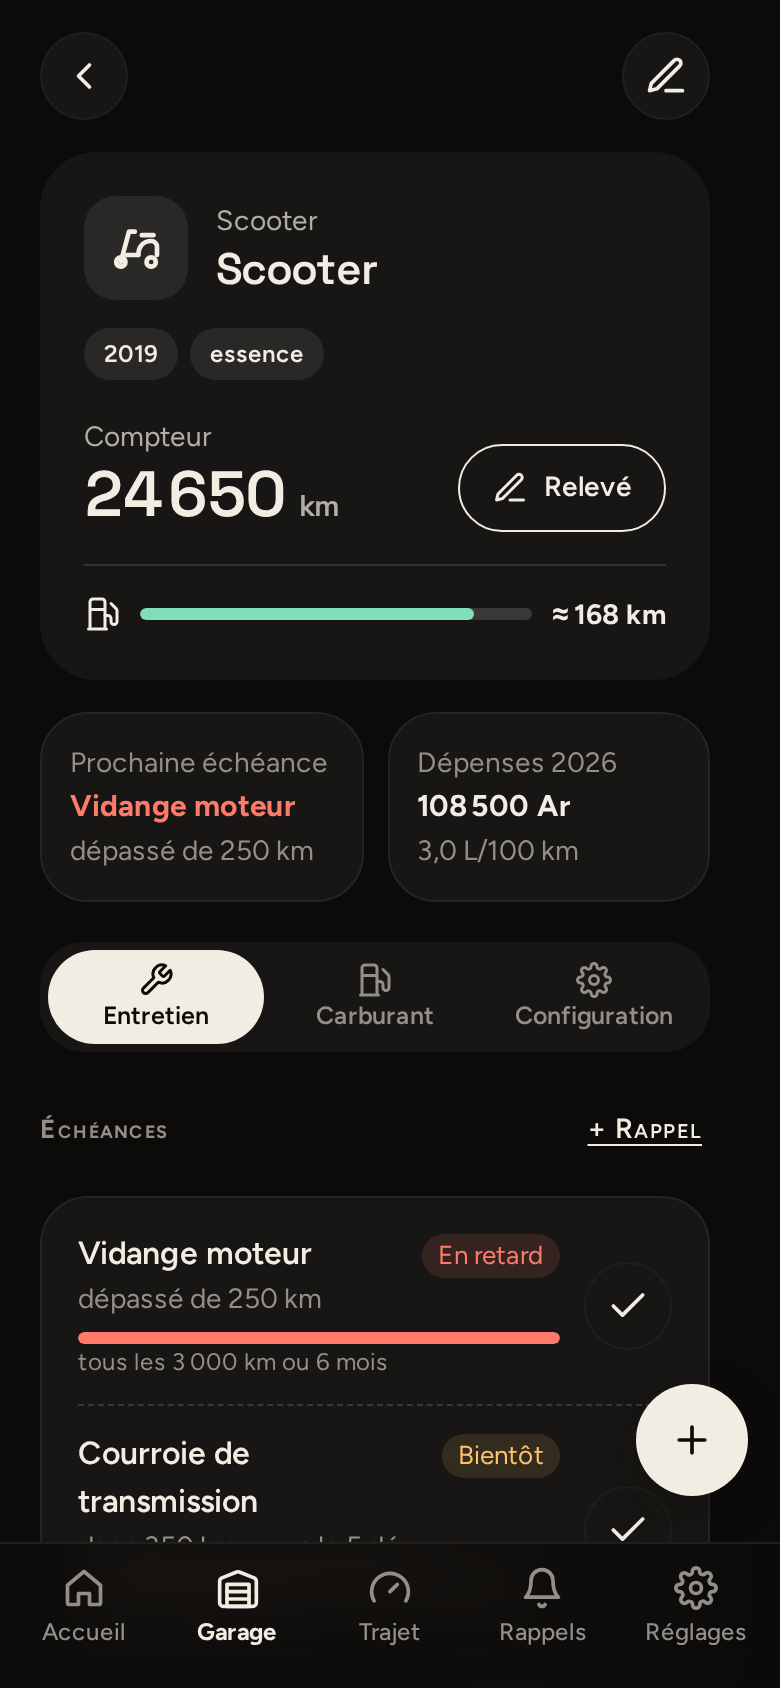 Scooter
Scooter
2019 essence
Compteur
24 650 km
Relevé
≈ 168 km
Prochaine échéance
Vidange moteur
dépassé de 250 km
Dépenses 2026
108 500 Ar
3,0 L/100 km
Entretien Carburant Configuration
Échéances + Rappel
Vidange moteur En retard
dépassé de 250 km
tous les 3 000 km ou 6 mois
Courroie de Bientôt
transmission
Accueil Garage Trajet Rappels Réglages